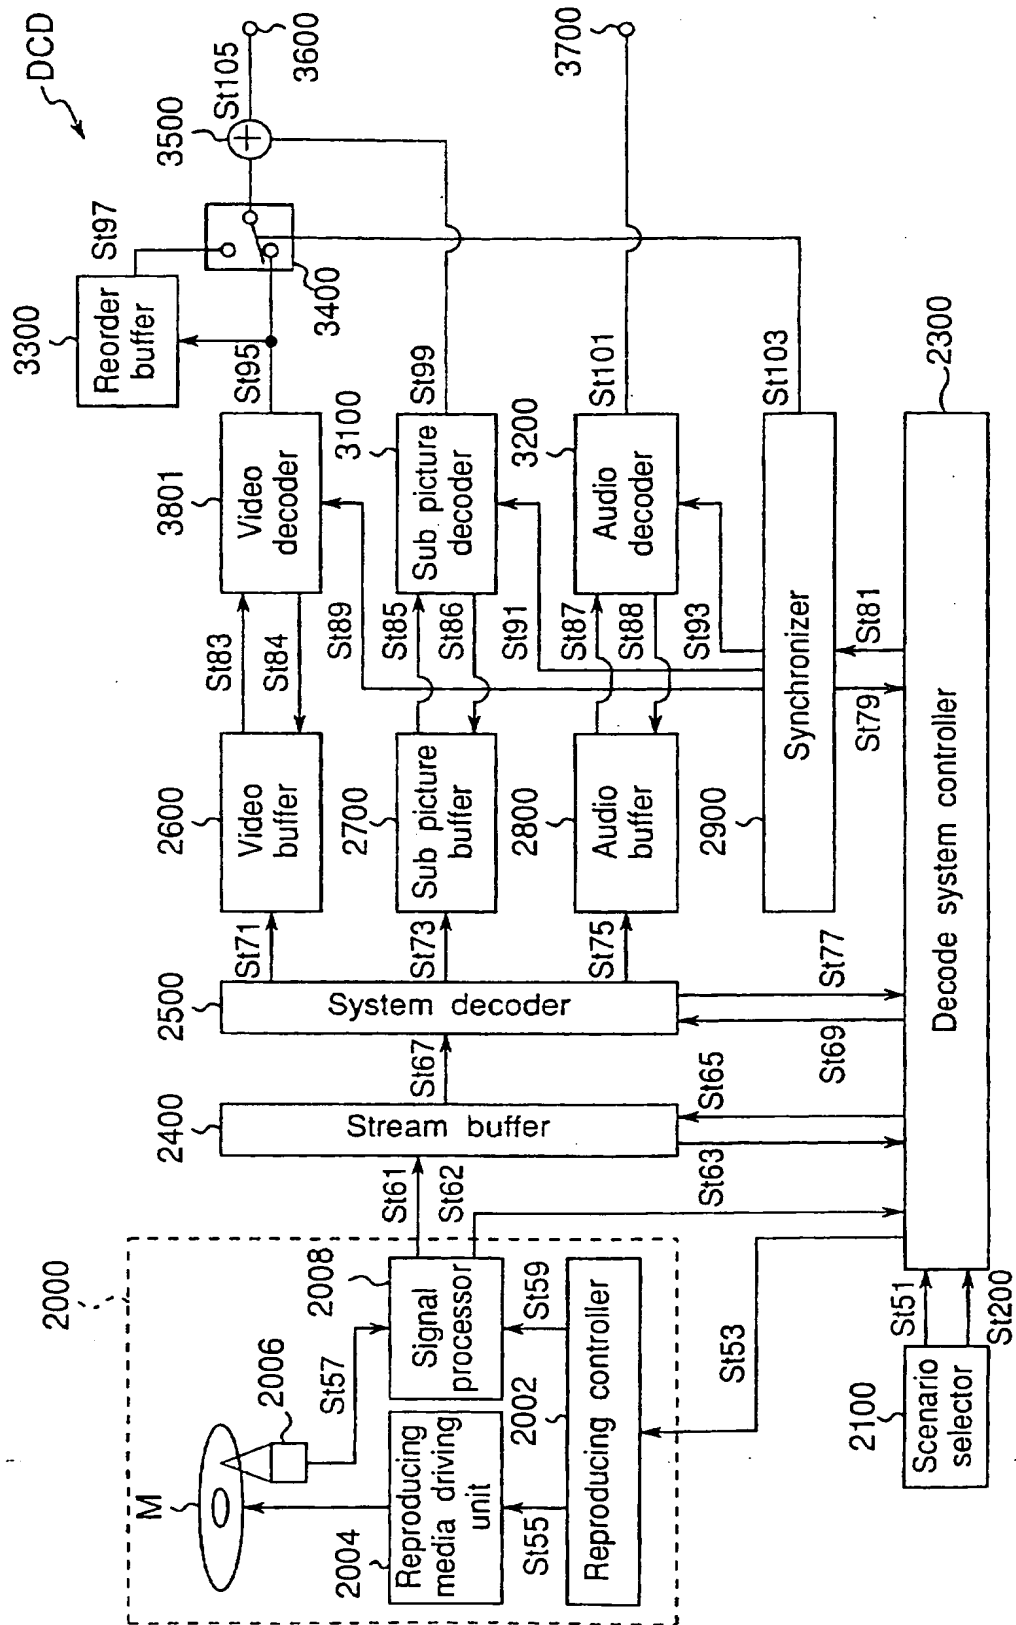 DCD
2000
M
2006
St57
2008
Signal
processor
2004
Reproducing
media driving
unit
2002
St55
St59
Reproducing controller
St53
2100
Scenario
selector
St51
St200
St61
St62
2400
Stream buffer
St63
St65
St67
2500
System decoder
St69
St77
St71
St73
St75
2600
Video
buffer
2700
Sub picture
buffer
2800
Audio
buffer
2900
Synchronizer
St79
St81
2300
Decode system controller
St83
St84
St89
St85
St86
St91
St87
St88
St93
3801
Video
decoder
3100
Sub picture
decoder
3200
Audio
decoder
St95
St99
St101
St103
3300
Reorder
buffer
St97
3400
3500
St105
3600
3700